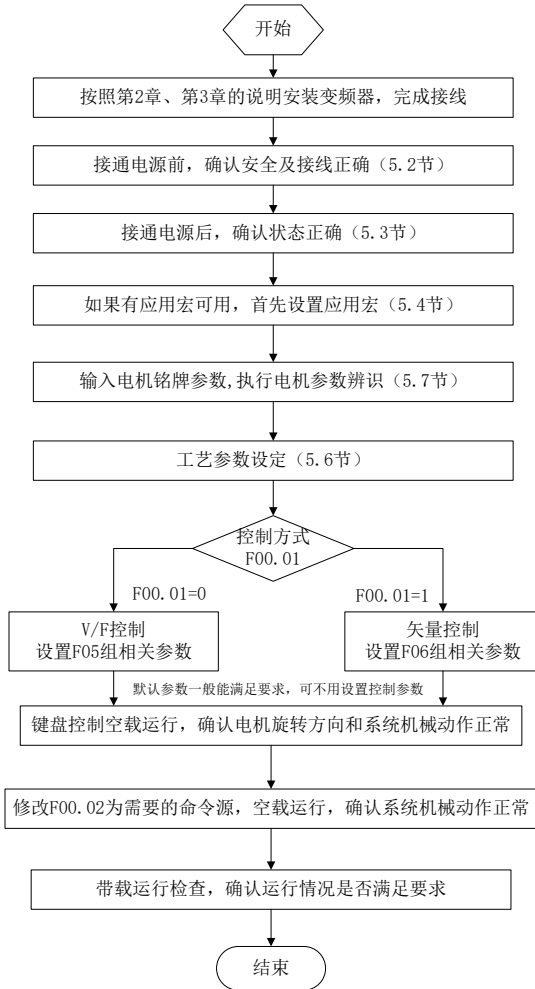 开始
按照第2章、第3章的说明安装变频器，完成接线
接通电源前，确认安全及接线正确（5.2节）
接通电源后，确认状态正确（5.3节）
如果有应用宏可用，首先设置应用宏（5.4节）
输入电机铭牌参数,执行电机参数辨识（5.7节）
工艺参数设定（5.6节）
控制方式
F00.01
F00.01=0
F00.01=1
V/F控制
设置F05组相关参数
矢量控制
设置F06组相关参数
默认参数一般能满足要求，可不用设置控制参数
键盘控制空载运行，确认电机旋转方向和系统机械动作正常
修改F00.02为需要的命令源，空载运行，确认系统机械动作正常
带载运行检查，确认运行情况是否满足要求
结束